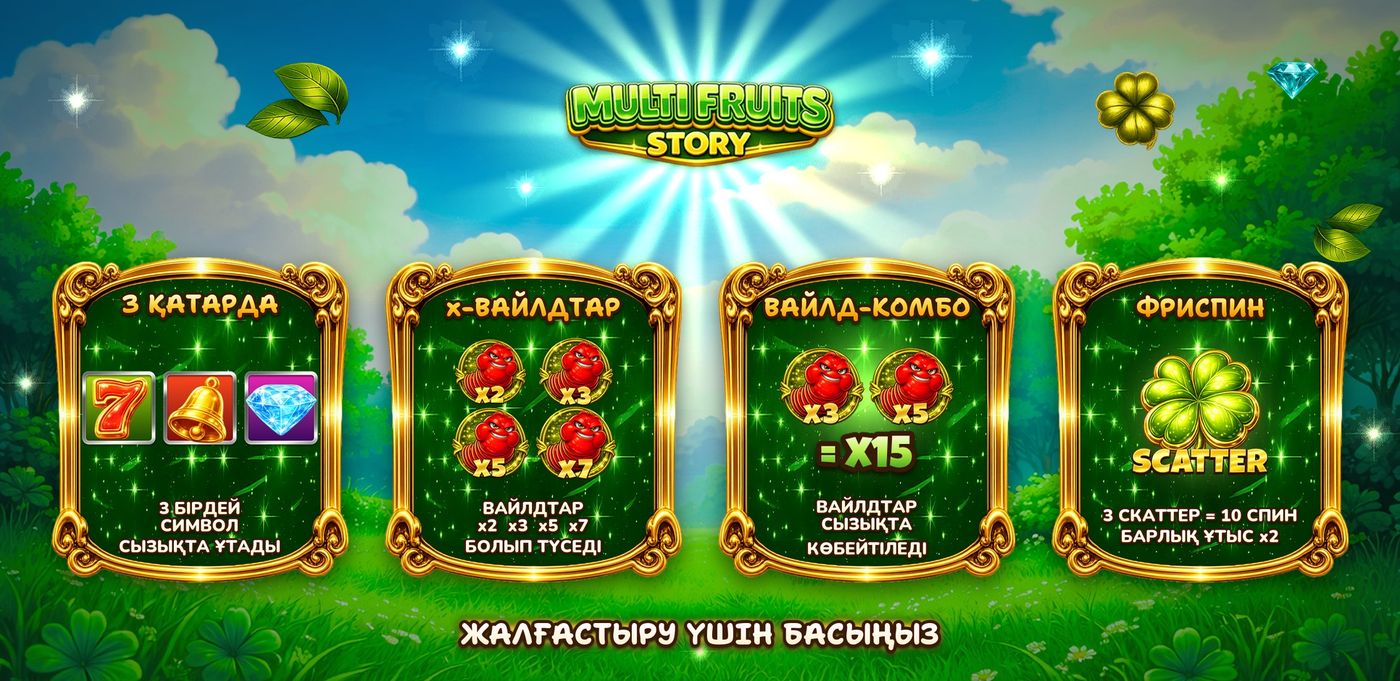 MULTI FRUITS
STORY
3 ҚАТАРДА
7
3 БІРДЕЙ
СИМВОЛ
СЫЗЫҚТА ҰТАДЫ
х-ВАЙЛДТАР
X2 X3
X5 X7
ВАЙЛДТАР
x2 x3 x5 x7
БОЛЫП ТҮСЕДІ
ВАЙЛД-КОМБО
X3 X5
= X15
ВАЙЛДТАР
СЫЗЫҚТА
КӨБЕЙТІЛЕДІ
ФРИСПИН
SCATTER
3 СКАТТЕР = 10 СПИН
БАРЛЫҚ ҰТЫС x2
ЖАЛҒАСТЫРУ ҮШІН БАСЫҢЫЗ